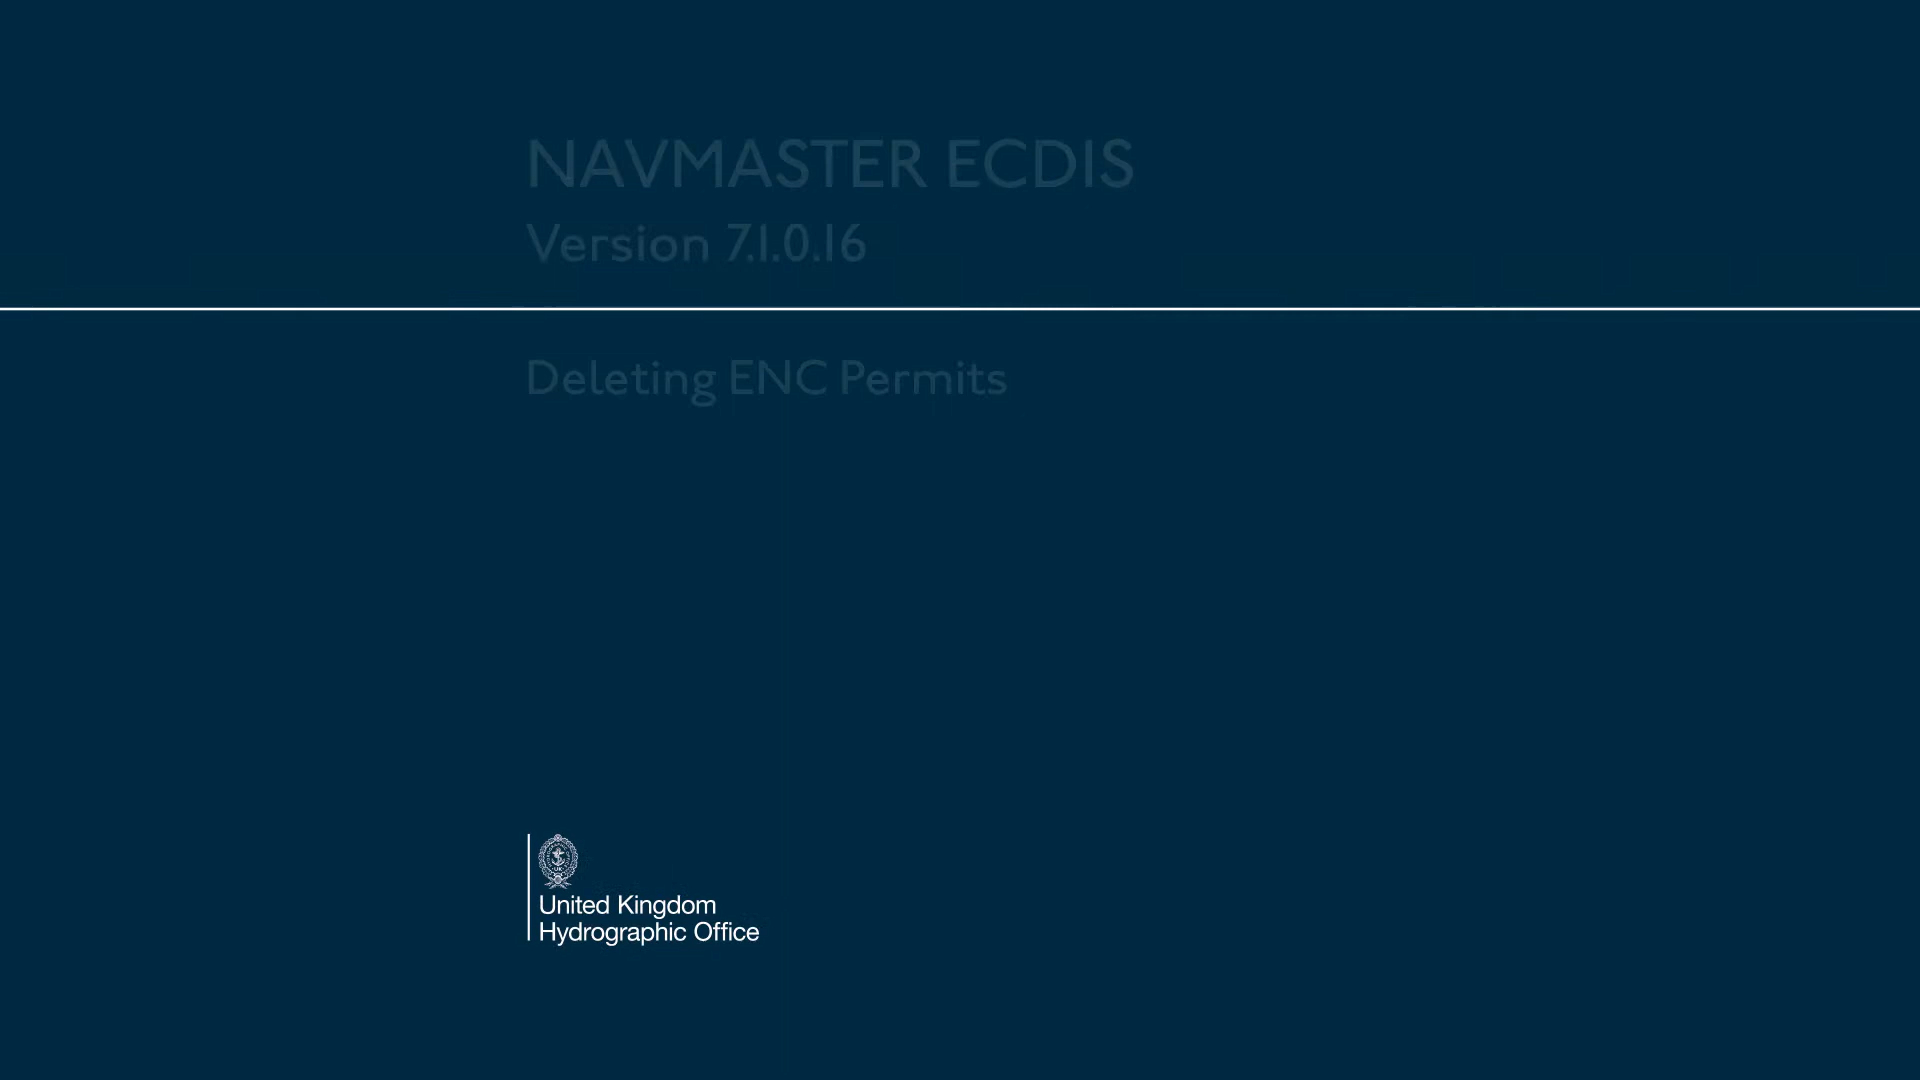 NAVMASTER ECDIS
Version 7.1.0.16
Deleting ENC Permits
United Kingdom
Hydrographic Office